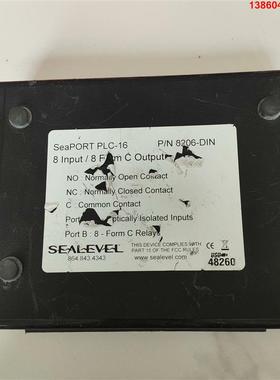 138604
SeaPORT PLC-16 P/N 8206-DIN
8 Input / 8 Form C Output
NO : Normally Open Contact
NC : Normally Closed Contact
C : Common Contact
Port Optically Isolated Inputs
Port B : 8 - Form C Relays
SEALEVEL
864.843.4343
THIS DEVICE COMPLIES WITH
PART 15 OF THE FCC RULES
www.sealevel.com
CE
48260